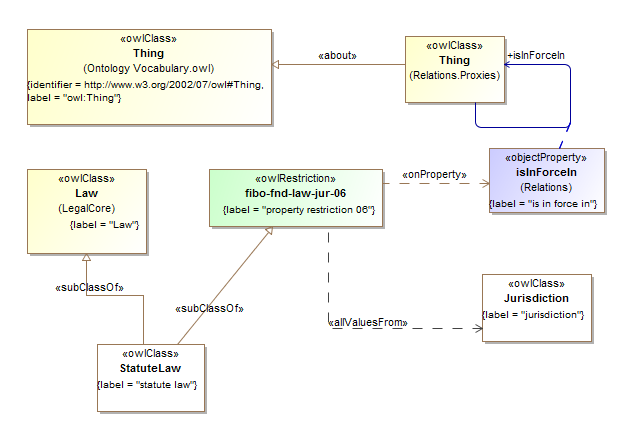 «owlClass»
Thing
(Ontology Vocabulary.owl)
{identifier = http://www.w3.org/2002/07/owl#Thing,
label = "owl:Thing"}
«about»
«owlClass»
Thing
(Relations.Proxies)
+isInForceIn
«owlClass»
Law
(LegalCore)
{label = "Law"}
«owlRestriction»
fibo-fnd-law-jur-06
{label = "property restriction 06"}
«onProperty»
«objectProperty»
isInForceIn
(Relations)
{label = "is in force in"}
«subClassOf»
«subClassOf»
«allValuesFrom»
«owlClass»
Jurisdiction
{label = "jurisdiction"}
«owlClass»
StatuteLaw
{label = "statute law"}